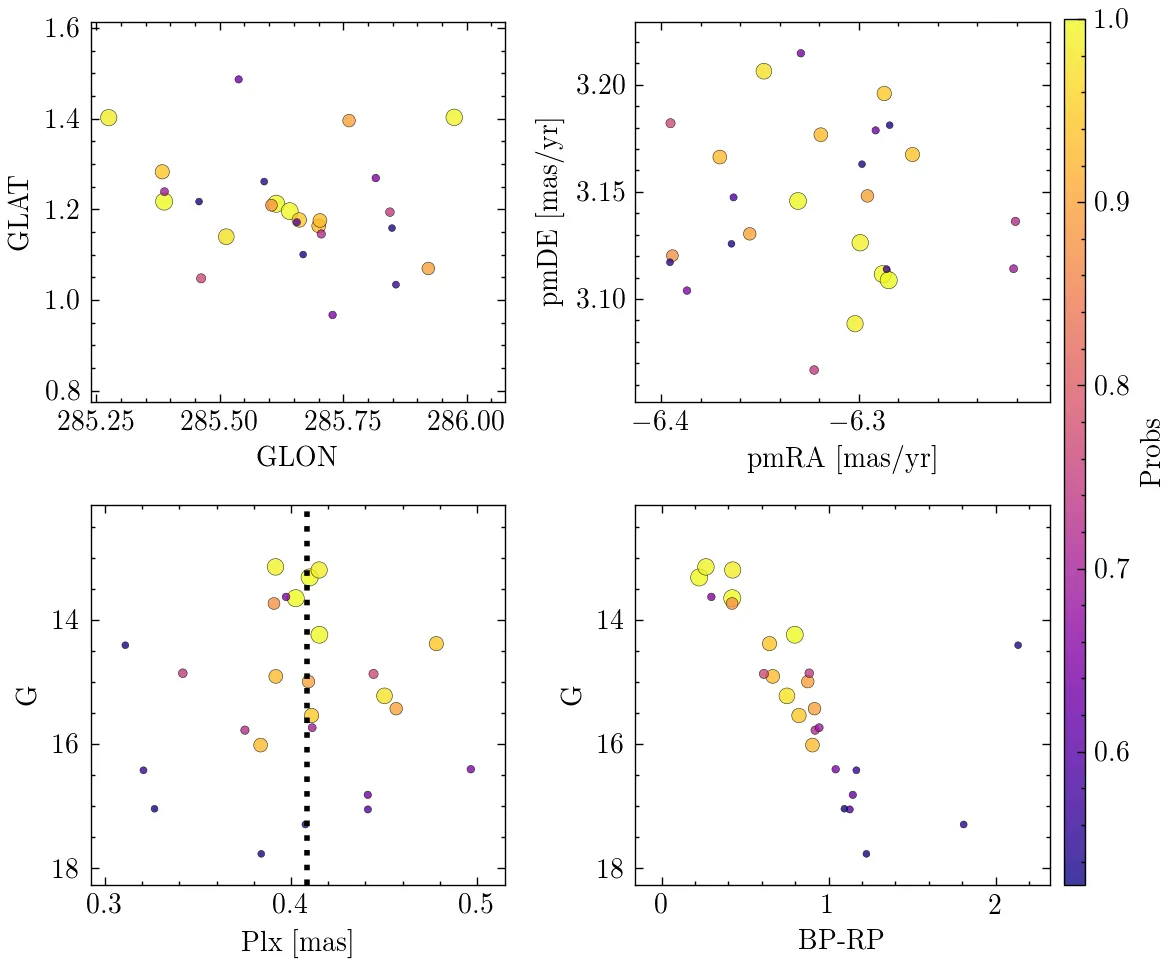 1.6
1.4
1.2
1.0
0.8
GLAT
285.25 285.50 285.75 286.00
GLON
3.20
3.15
3.10
pmDE [mas/yr]
−6.4 −6.3
pmRA [mas/yr]
14
16
18
G
0.3 0.4 0.5
Plx [mas]
14
16
18
G
0 1 2
BP-RP
1.0
0.9
0.8
0.7
0.6
Probs